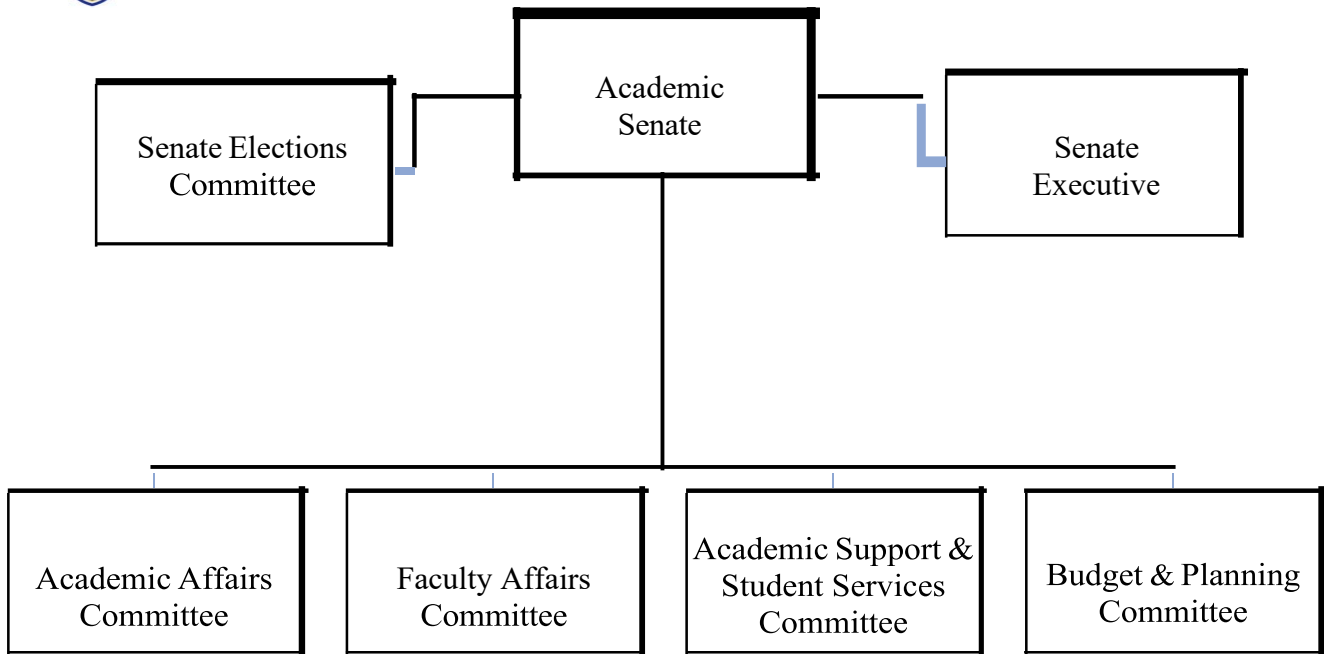 Academic
Senate
Senate Elections
Committee
Senate
Executive
Academic Affairs
Committee
Faculty Affairs
Committee
Academic Support &
Student Services
Committee
Budget & Planning
Committee